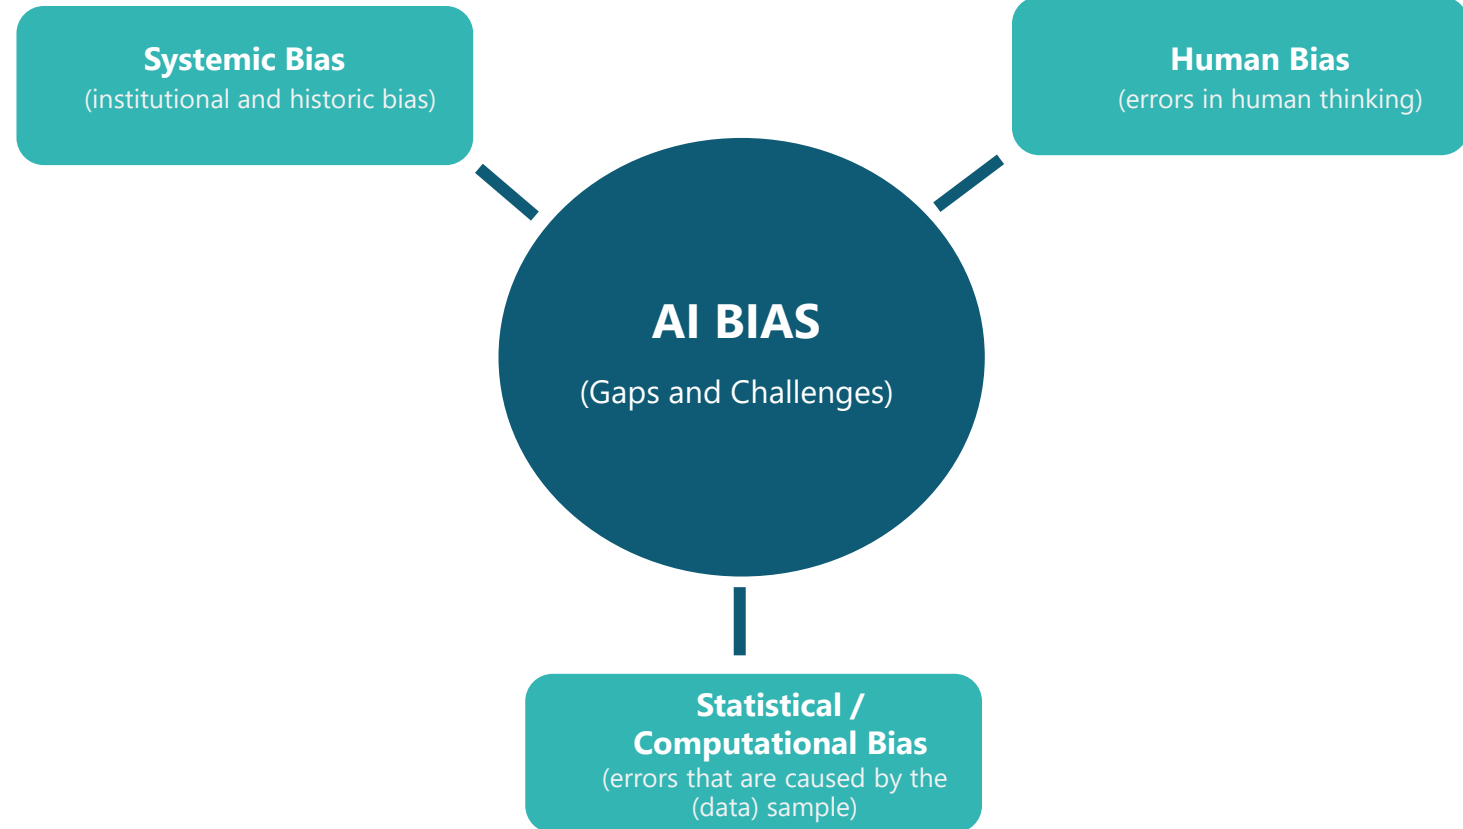 Systemic Bias
(institutional and historic bias)
Human Bias
(errors in human thinking)
AI BIAS
(Gaps and Challenges)
Statistical /
Computational Bias
(errors that are caused by the
(data) sample)